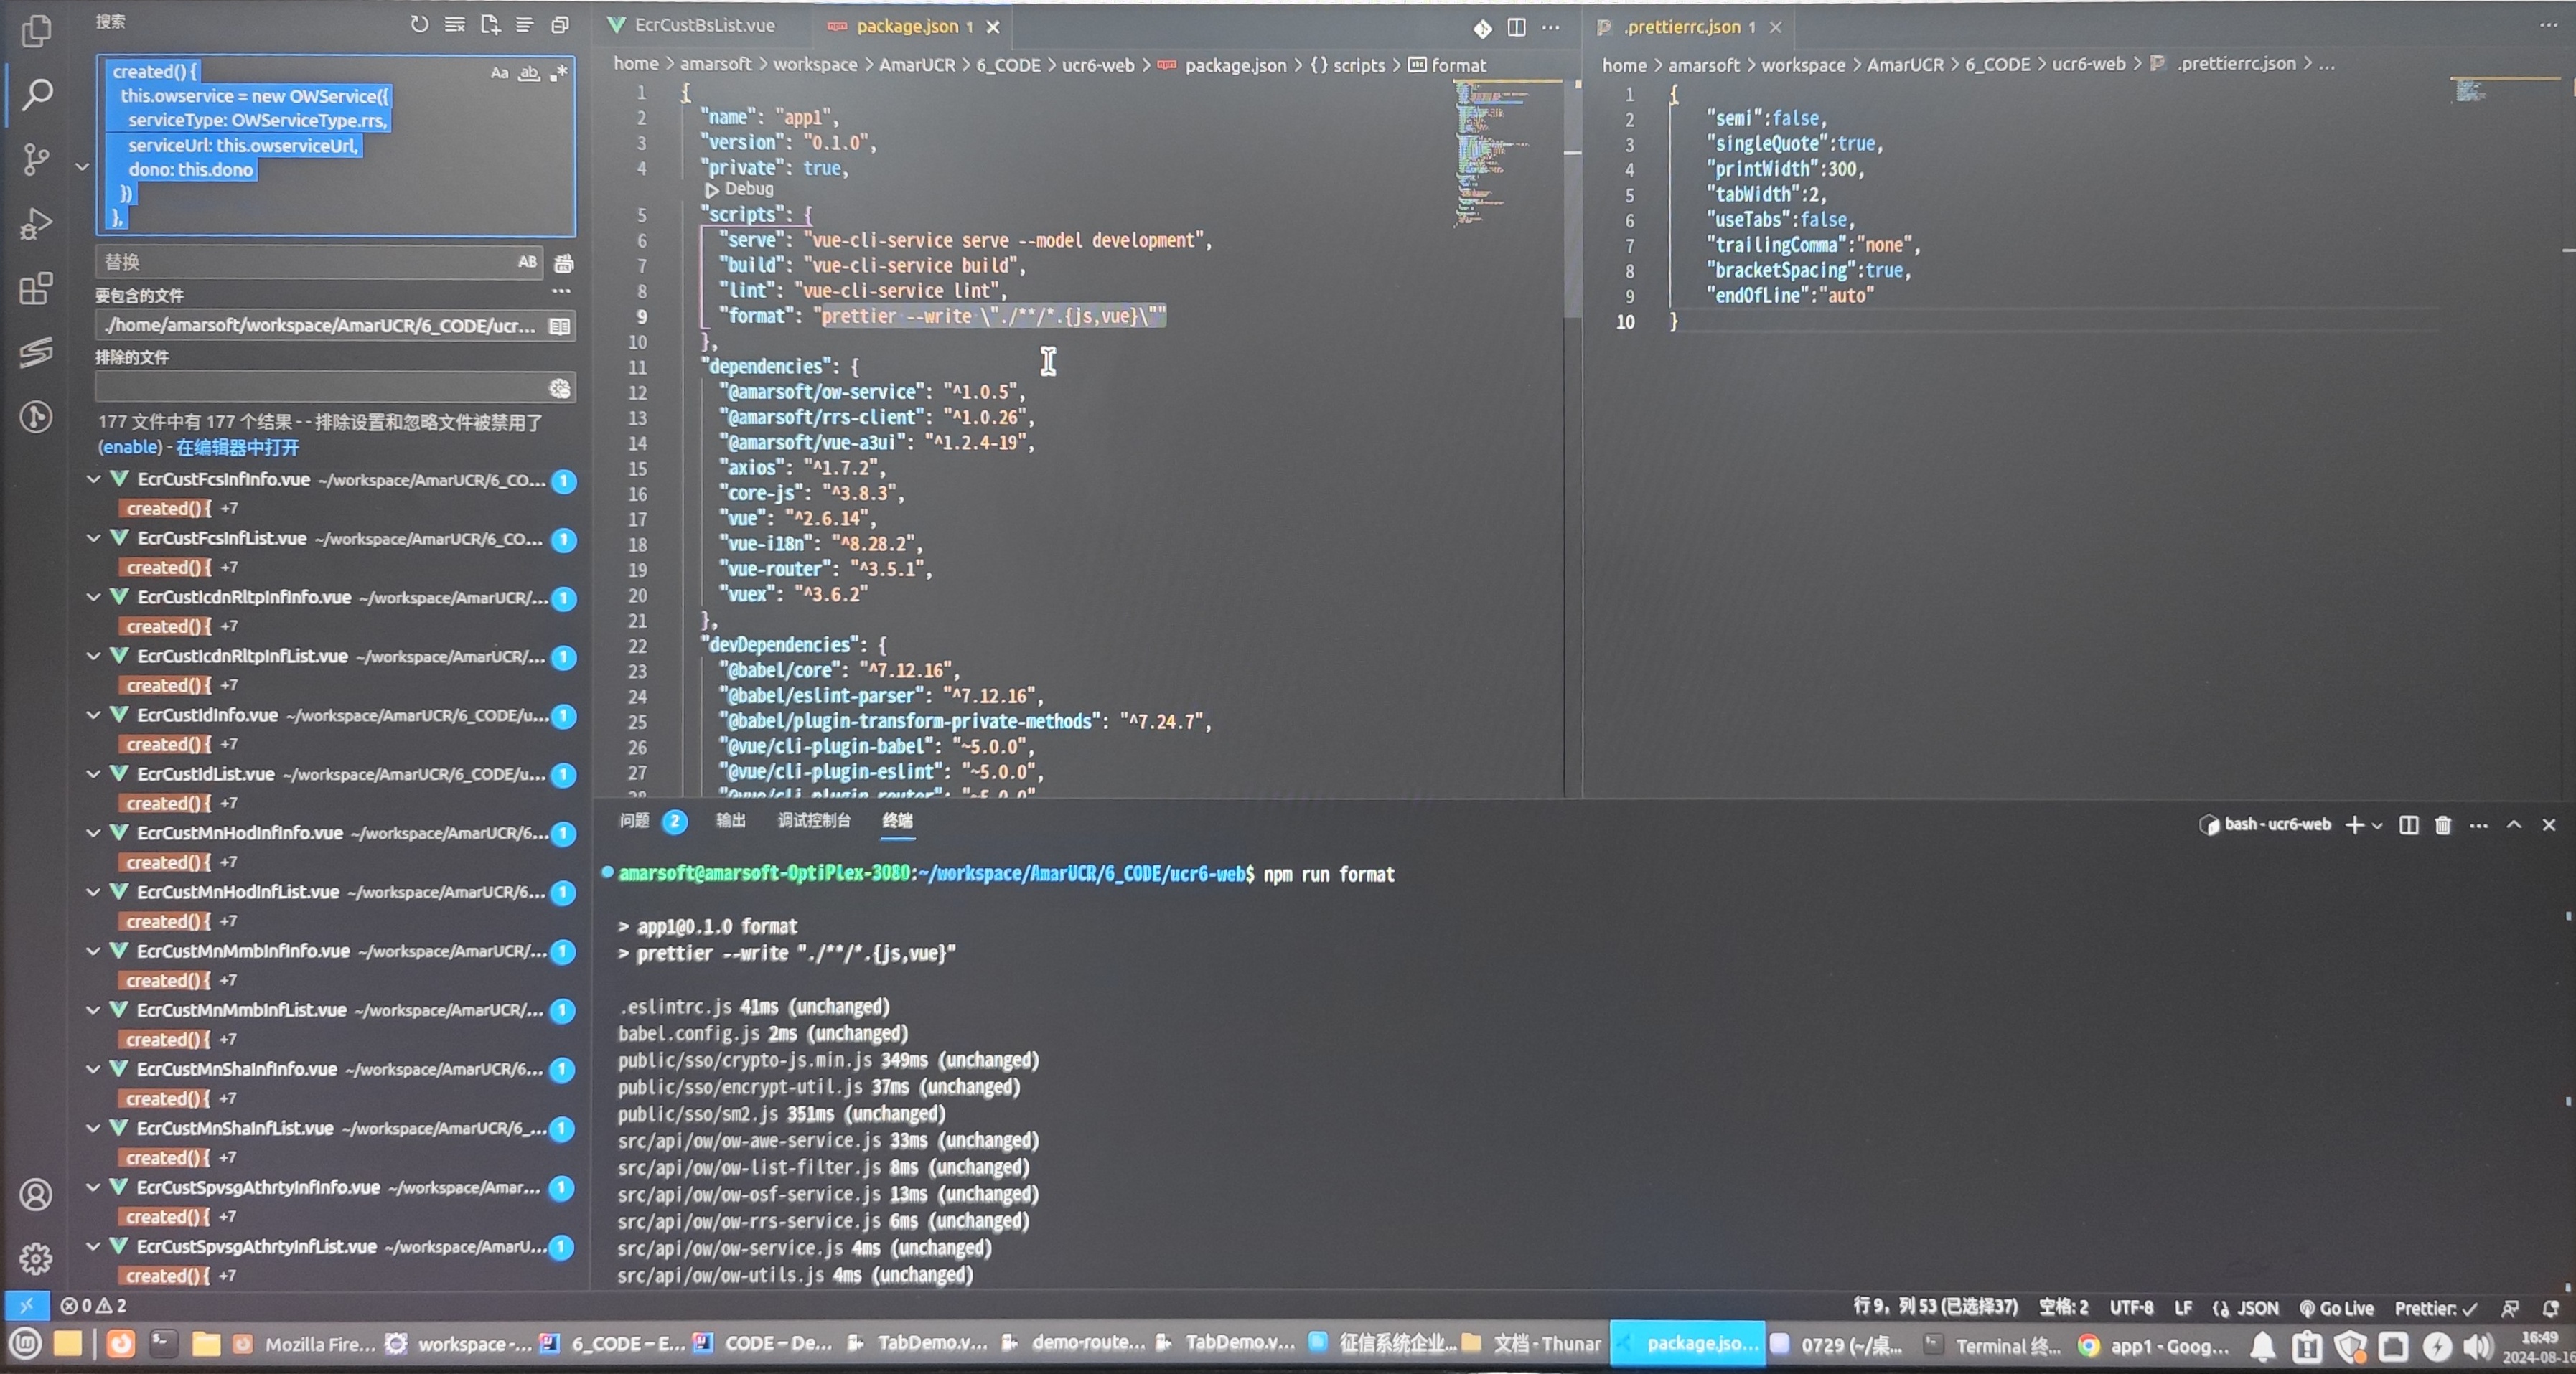 搜索
created() {
this.owservice = new OWService({
serviceType: OWServiceType.rrs,
serviceUrl: this.owserviceUrl,
dono: this.dono
})
},
Aa ab .*
替换
AB
要包含的文件
./home/amarsoft/workspace/AmarUCR/6_CODE/ucr...
排除的文件
177 文件中有 177 个结果 - - 排除设置和忽略文件被禁用了
(enable) - 在编辑器中打开
EcrCustFcsInfInfo.vue ~/workspace/AmarUCR/6_CO... 1
created() { +7
EcrCustFcsInfList.vue ~/workspace/AmarUCR/6_CO... 1
created() { +7
EcrCustIcdnRltpInfInfo.vue ~/workspace/AmarUCR/... 1
created() { +7
EcrCustIcdnRltpInfList.vue ~/workspace/AmarUCR/... 1
created() { +7
EcrCustIdInfo.vue ~/workspace/AmarUCR/6_CODE/u... 1
created() { +7
EcrCustIdList.vue ~/workspace/AmarUCR/6_CODE/u... 1
created() { +7
EcrCustMnHodInfInfo.vue ~/workspace/AmarUCR/6... 1
created() { +7
EcrCustMnHodInfList.vue ~/workspace/AmarUCR/6... 1
created() { +7
EcrCustMnMmbInfInfo.vue ~/workspace/AmarUCR/... 1
created() { +7
EcrCustMnMmbInfList.vue ~/workspace/AmarUCR/... 1
created() { +7
EcrCustMnShaInfInfo.vue ~/workspace/AmarUCR/6... 1
created() { +7
EcrCustMnShaInfList.vue ~/workspace/AmarUCR/6_... 1
created() { +7
EcrCustSpvsgAthrtyInfInfo.vue ~/workspace/Amar... 1
created() { +7
EcrCustSpvsgAthrtyInfList.vue ~/workspace/AmarU... 1
created() { +7
EcrCustBsList.vue
package.json 1
home > amarsoft > workspace > AmarUCR > 6_CODE > ucr6-web > package.json > {} scripts > format
1 {
2 "name": "app1",
3 "version": "0.1.0",
4 "private": true,
Debug
5 "scripts": {
6 "serve": "vue-cli-service serve --model development",
7 "build": "vue-cli-service build",
8 "lint": "vue-cli-service lint",
9 "format": "prettier --write \"./**/*.{js,vue}\""
10 },
11 "dependencies": {
12 "@amarsoft/ow-service": "^1.0.5",
13 "@amarsoft/rrs-client": "^1.0.26",
14 "@amarsoft/vue-a3ui": "^1.2.4-19",
15 "axios": "^1.7.2",
16 "core-js": "^3.8.3",
17 "vue": "^2.6.14",
18 "vue-i18n": "^8.28.2",
19 "vue-router": "^3.5.1",
20 "vuex": "^3.6.2"
21 },
22 "devDependencies": {
23 "@babel/core": "^7.12.16",
24 "@babel/eslint-parser": "^7.12.16",
25 "@babel/plugin-transform-private-methods": "^7.24.7",
26 "@vue/cli-plugin-babel": "~5.0.0",
27 "@vue/cli-plugin-eslint": "~5.0.0",
28 "@vue/cli-plugin-router": "~5.0.0"
.prettierrc.json 1
home > amarsoft > workspace > AmarUCR > 6_CODE > ucr6-web > .prettierrc.json > ...
1 {
2 "semi":false,
3 "singleQuote":true,
4 "printWidth":300,
5 "tabWidth":2,
6 "useTabs":false,
7 "trailingComma":"none",
8 "bracketSpacing":true,
9 "endOfLine":"auto"
10 }
问题 2 输出 调试控制台 终端
bash - ucr6-web
amarsoft@amarsoft-OptiPlex-3080:~/workspace/AmarUCR/6_CODE/ucr6-web$ npm run format
> app1@0.1.0 format
> prettier --write "./**/*.{js,vue}"
.eslintrc.js 41ms (unchanged)
babel.config.js 2ms (unchanged)
public/sso/crypto-js.min.js 349ms (unchanged)
public/sso/encrypt-util.js 37ms (unchanged)
public/sso/sm2.js 351ms (unchanged)
src/api/ow/ow-awe-service.js 33ms (unchanged)
src/api/ow/ow-list-filter.js 8ms (unchanged)
src/api/ow/ow-osf-service.js 13ms (unchanged)
src/api/ow/ow-rrs-service.js 6ms (unchanged)
src/api/ow/ow-service.js 4ms (unchanged)
src/api/ow/ow-utils.js 4ms (unchanged)
0 2
行 9，列 53 (已选择37) 空格: 2 UTF-8 LF {} JSON Go Live Prettier: ✓
Mozilla Fire... workspace -... 6_CODE – E... CODE – De... TabDemo.v... demo-route... TabDemo.v... 征信系统企业... 文档 - Thunar package.jso... 0729 (~/桌... Terminal 终... app1 - Goog...
16:49
2024-08-16